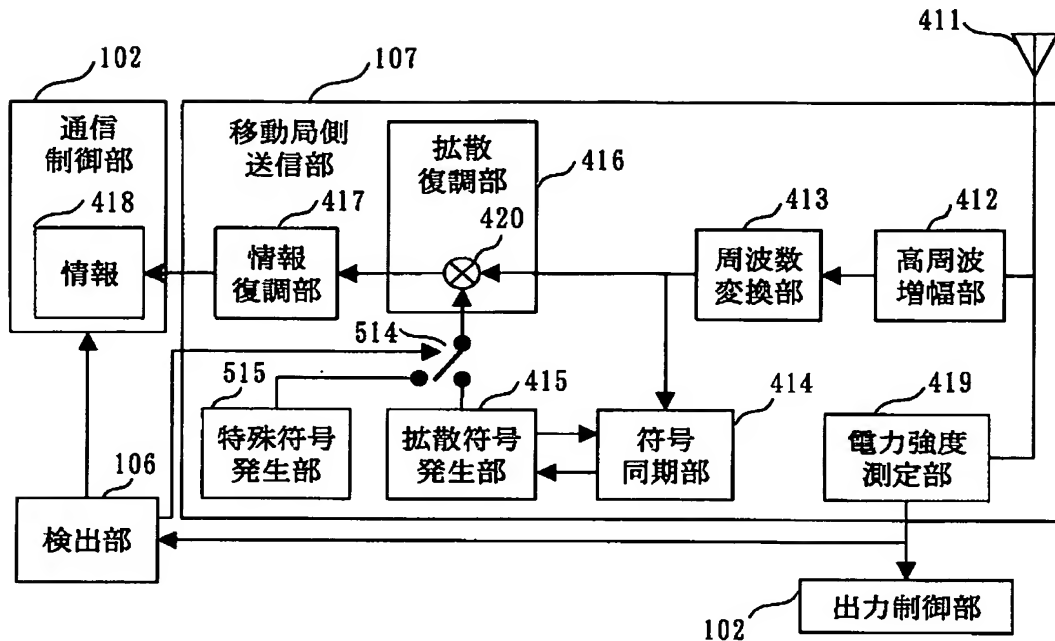 411
102
107
通信
制御部
移動局側
送信部
拡散
復調部
416
418
417
420
413
412
情報
情報
復調部
周波数
変換部
高周波
増幅部
514
515
415
414
419
特殊符号
発生部
拡散符号
発生部
符号
同期部
電力強度
測定部
106
検出部
102
出力制御部